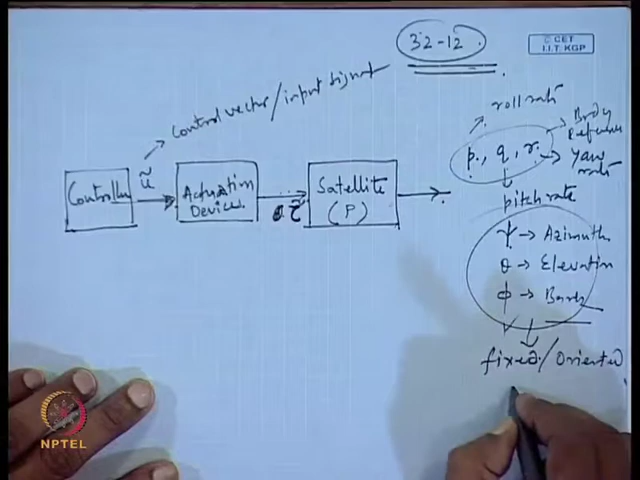 32-12
© CET
I.I.T. KGP
control vector/input signal
roll rate
Body
Reference
p, q, r
Yaw
rate
pitch rate
Controller
ũ
Actuation
Device
τ
Satellite
(P)
ψ → Azimuth
θ → Elevation
φ → Bank
fixed/Oriented
NPTEL